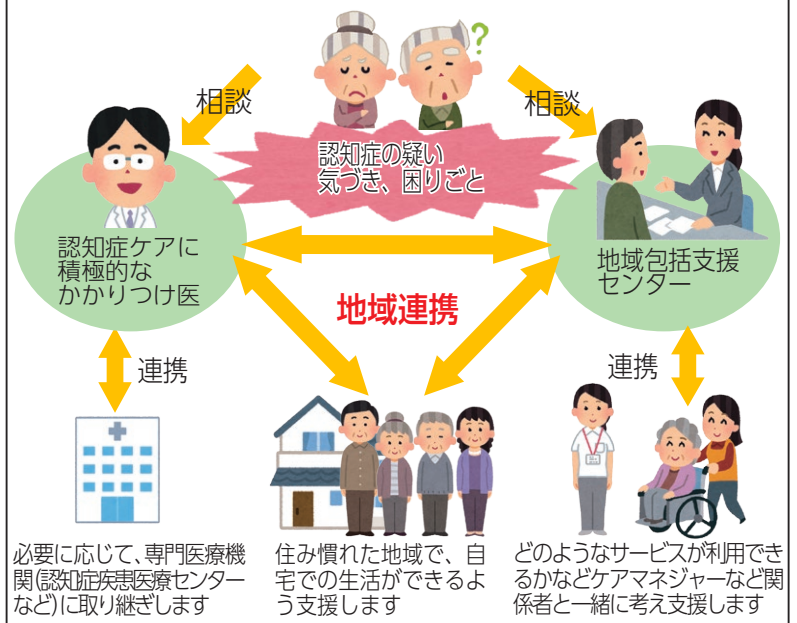 相談
相談
?
認知症の疑い
気づき、困りごと
認知症ケアに
積極的な
かかりつけ医
地域包括支援
センター
地域連携
連携
連携
必要に応じて、専門医療機
関(認知症疾患医療センター
など)に取り継ぎします
住み慣れた地域で、自
宅での生活ができるよ
う支援します
どのようなサービスが利用でき
るかなどケアマネジャーなど関
係者と一緒に考え支援します